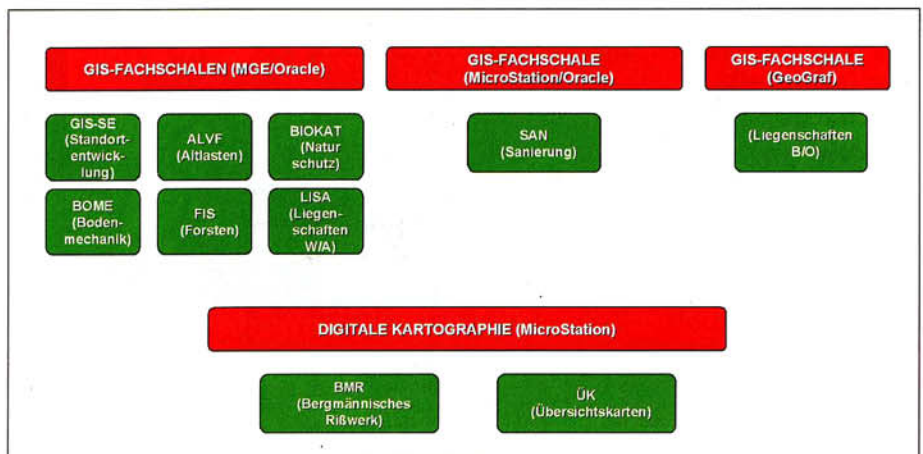 GIS-FACHSCHALEN (MGE/Oracle)
GIS-FACHSCHALE
(MicroStation/Oracle)
GIS-FACHSCHALE
(GeoGraf)
GIS-SE
(Standort-
entwick-
lung)
ALVF
(Altlasten)
BIOKAT
(Natur
schutz)
SAN
(Sanierung)
(Liegenschaften
B/O)
BOME
(Boden-
mechanik)
FIS
(Forsten)
LISA
(Liegen-
schaften
W/A)
DIGITALE KARTOGRAPHIE (MicroStation)
BMR
(Bergmännisches
Rißwerk)
ÜK
(Übersichtskarten)